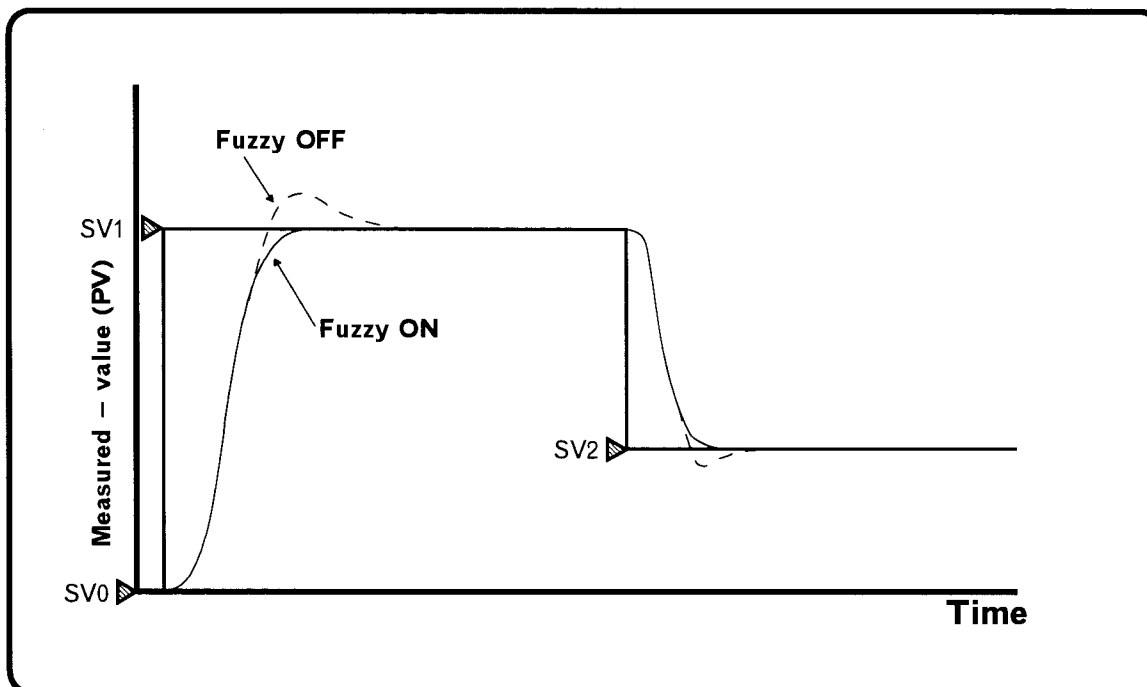 Fuzzy OFF
SV1
Measured – value (PV)
Fuzzy ON
SV2
SV0
Time